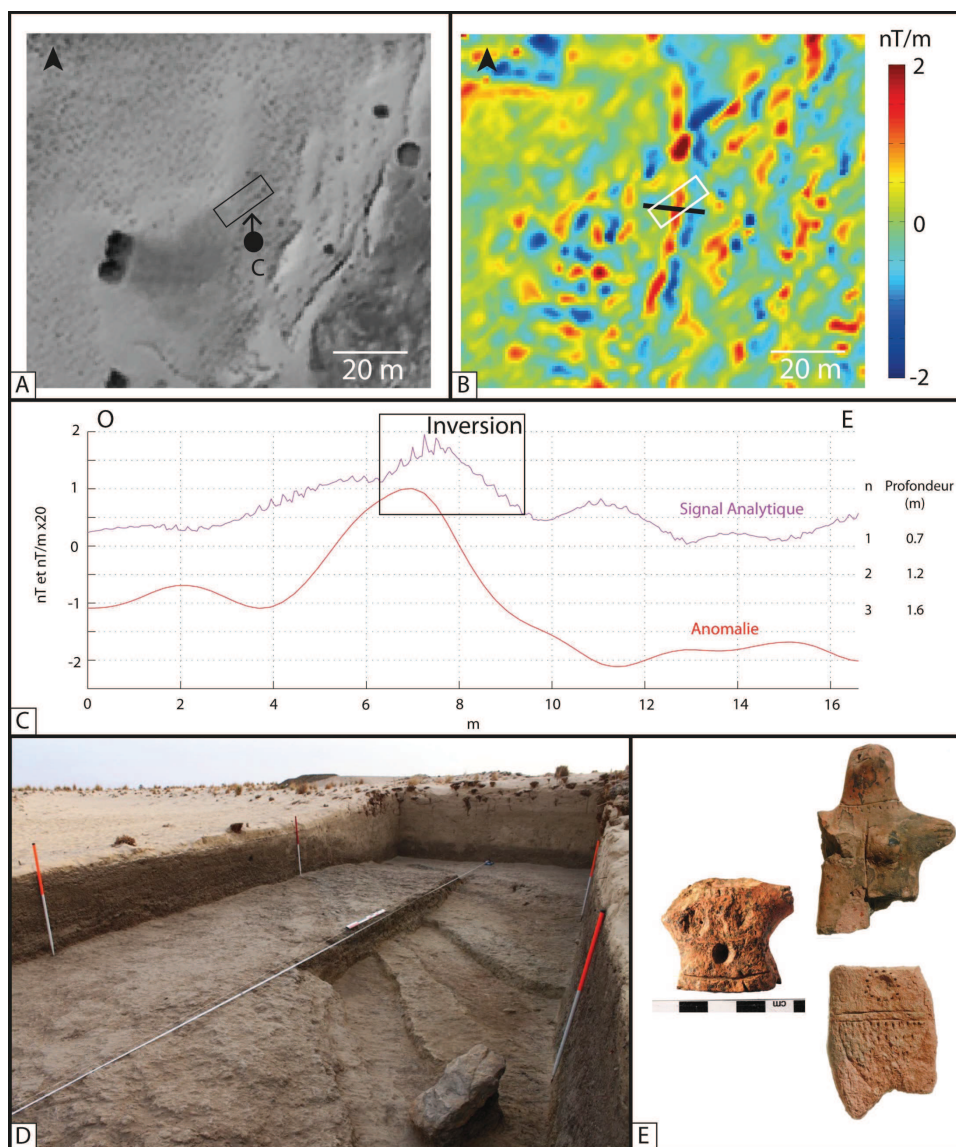 nT/m
2
0
-2
C
20 m
A
20 m
B
O
E
Inversion
2
1
0
-1
-2
nT et nT/m x20
Signal Analytique
Anomalie
n Profondeur
(m)
1 0.7
2 1.2
3 1.6
0 2 4 6 8 10 12 14 16
m
C
D
cm
E